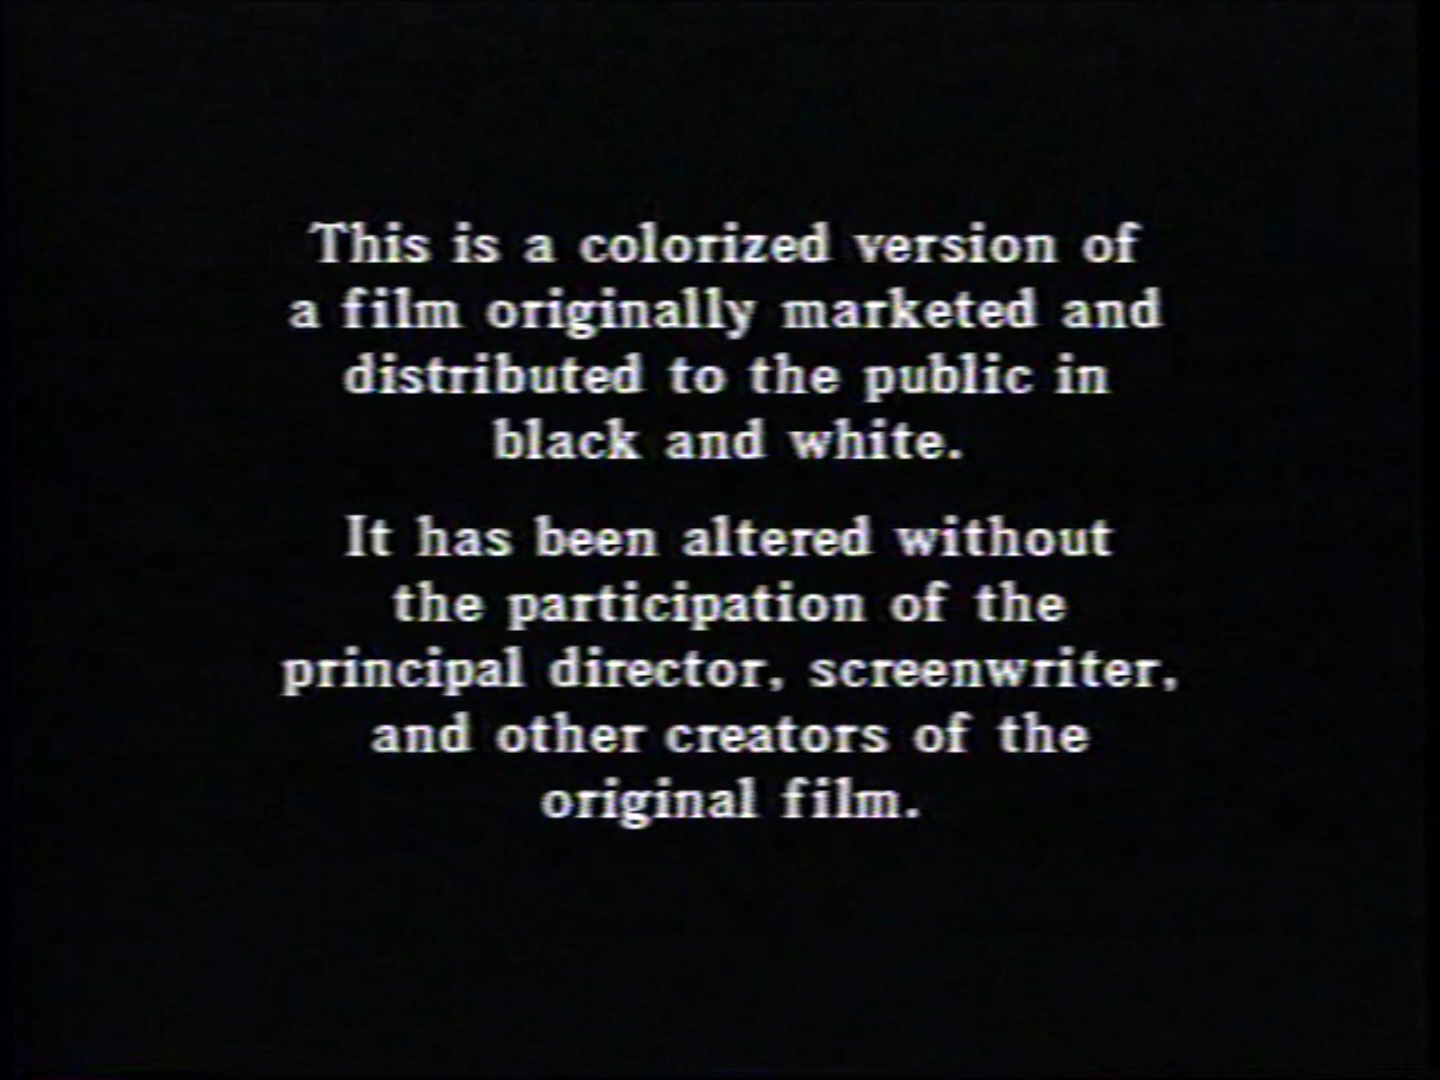 This is a colorized version of
a film originally marketed and
distributed to the public in
black and white.
It has been altered without
the participation of the
principal director, screenwriter,
and other creators of the
original film.